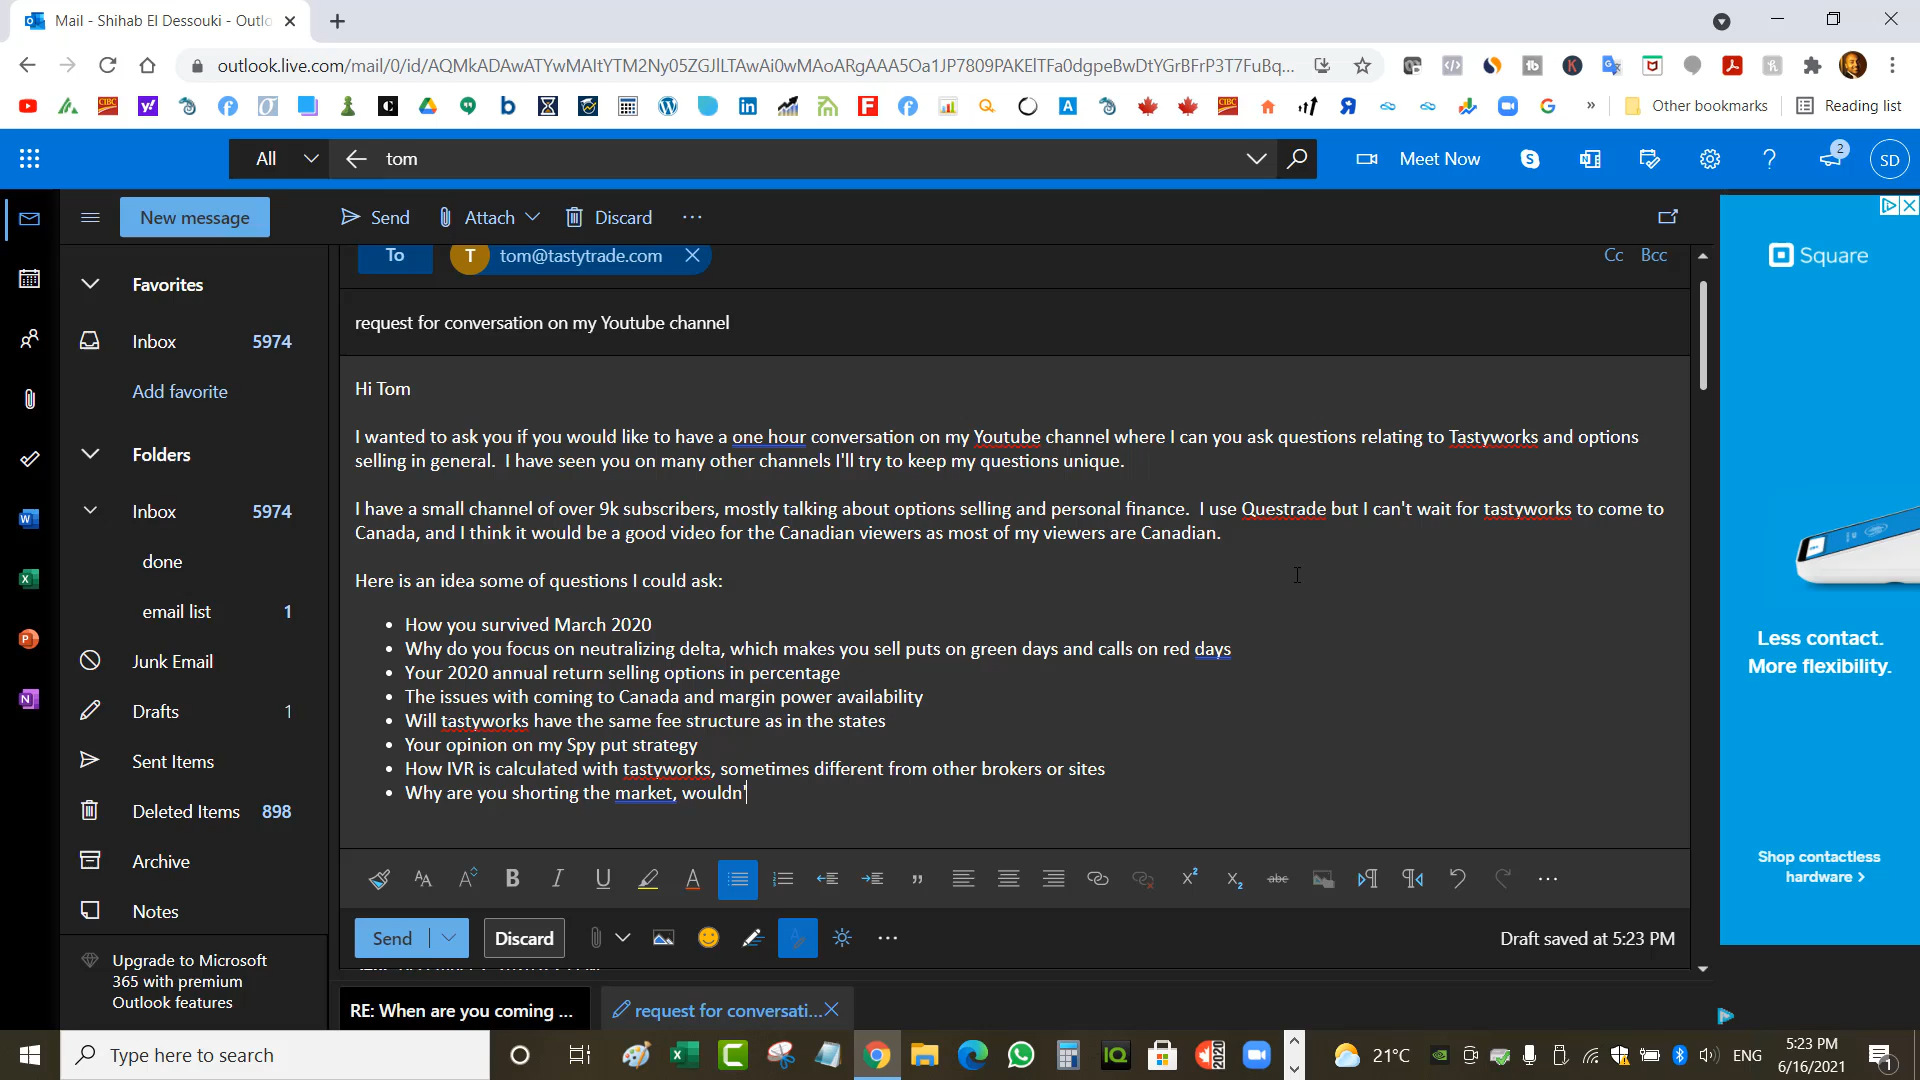 Mail - Shihab El Dessouki - Outlo
outlook.live.com/mail/0/id/AQMkADAwATYwMAItYTM2Ny05ZGJlLTAwAi0wMAoARgAAA5Oa1JP7809PAKElTFa0dgpeBwDtYGrBFrP3T7FuBq...
Other bookmarks
Reading list
All
tom
Meet Now
2
SD
New message
Send
Attach
Discard
To
T
tom@tastytrade.com
Cc
Bcc
request for conversation on my Youtube channel
Hi Tom
I wanted to ask you if you would like to have a one hour conversation on my Youtube channel where I can you ask questions relating to Tastyworks and options
selling in general.  I have seen you on many other channels I'll try to keep my questions unique.
I have a small channel of over 9k subscribers, mostly talking about options selling and personal finance.  I use Questrade but I can't wait for tastyworks to come to
Canada, and I think it would be a good video for the Canadian viewers as most of my viewers are Canadian.
Here is an idea some of questions I could ask:
• How you survived March 2020
• Why do you focus on neutralizing delta, which makes you sell puts on green days and calls on red days
• Your 2020 annual return selling options in percentage
• The issues with coming to Canada and margin power availability
• Will tastyworks have the same fee structure as in the states
• Your opinion on my Spy put strategy
• How IVR is calculated with tastyworks, sometimes different from other brokers or sites
• Why are you shorting the market, wouldn'
Favorites
Inbox 5974
Add favorite
Folders
Inbox 5974
done
email list 1
Junk Email
Drafts 1
Sent Items
Deleted Items 898
Archive
Notes
Upgrade to Microsoft
365 with premium
Outlook features
Send
Discard
Draft saved at 5:23 PM
RE: When are you coming ...
request for conversati...
Square
Less contact.
More flexibility.
Shop contactless
hardware >
Type here to search
21°C
ENG
5:23 PM
6/16/2021
1